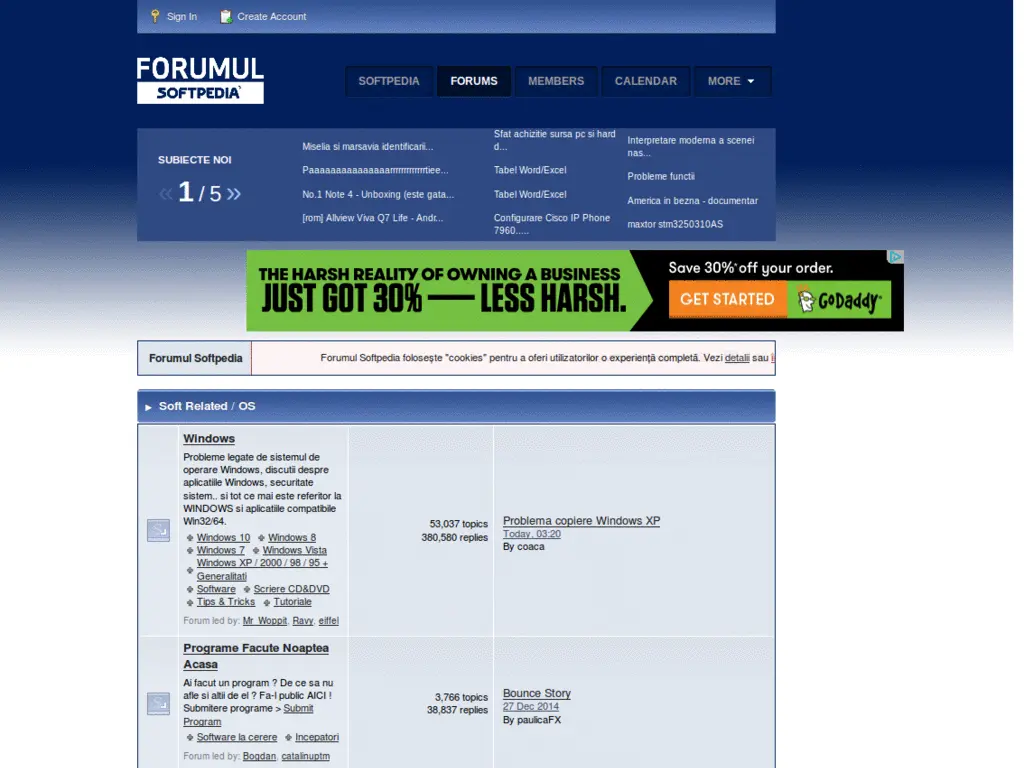 Sign In Create Account
FORUMUL
SOFTPEDIA
SOFTPEDIA FORUMS MEMBERS CALENDAR MORE
SUBIECTE NOI
« 1 / 5 »
Miselia si marsavia identificarii...
Paaaaaaaaaaaaaaarrrrrrrrrrrrrtiee...
No.1 Note 4 - Unboxing (este gata...
[rom] Allview Viva Q7 Life - Andr...
Sfat achizitie sursa pc si hard
d...
Tabel Word/Excel
Tabel Word/Excel
Configurare Cisco IP Phone
7960.....
Interpretare moderna a scenei
nas...
Probleme functii
America in bezna - documentar
maxtor stm3250310AS
THE HARSH REALITY OF OWNING A BUSINESS
JUST GOT 30% — LESS HARSH.
Save 30%* off your order.
GET STARTED GoDaddy
Forumul Softpedia Forumul Softpedia folosește "cookies" pentru a oferi utilizatorilor o experiență completă. Vezi detalii sau
Soft Related / OS
Windows
Probleme legate de sistemul de
operare Windows, discutii despre
aplicatiile Windows, securitate
sistem.. si tot ce mai este referitor la
WINDOWS si aplicatiile compatibile
Win32/64.
Windows 10 Windows 8
Windows 7 Windows Vista
Windows XP / 2000 / 98 / 95 +
Generalitati
Software Scriere CD&DVD
Tips & Tricks Tutoriale
Forum led by: Mr_Woppit, Ravy, eiffel
53,037 topics
380,580 replies
Problema copiere Windows XP
Today, 03:20
By coaca
Programe Facute Noaptea
Acasa
Ai facut un program ? De ce sa nu
afle si altii de el ? Fa-l public AICI !
Submitere programe > Submit
Program
Software la cerere Incepatori
Forum led by: Bogdan, catalinuptm
3,766 topics
38,837 replies
Bounce Story
27 Dec 2014
By paulicaFX